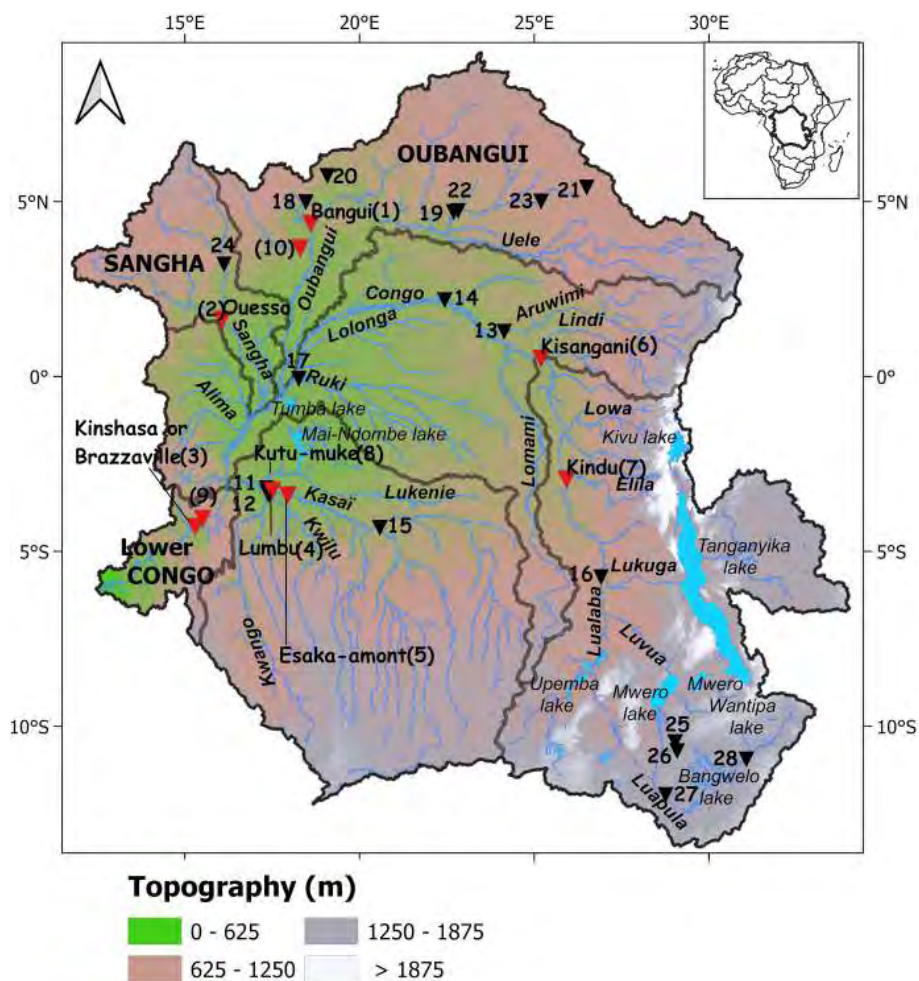 15°E 20°E 25°E 30°E
OUBANGUI
20
5°N 5°N
18
Bangui(1)
22
19
23
21
(10)
Uele
Oubangui
SANGHA
24
Congo
14
Aruwimi
(2)
Ouesso
Lolonga
13
Lindi
Sangha
Kisangani(6)
17
0° 0°
Ruki
Alima
Tumba lake
Lowa
Kinshasa or
Brazzaville(3)
Mai-Ndombe lake
Kivu lake
Lomami
Kutu-muke(8)
Kindu(7)
Elila
11
(9)
12
Kasaï
Lukenie
Kwilu
15
Lower
CONGO
Lumbu(4)
5°S 5°S
Tanganyika
lake
16
Lukuga
Lualaba
Luvua
Kwango
Esaka-amont(5)
Upemba
lake
Mwero
lake
Mwero
Wantipa
lake
10°S 10°S
25
26
28
Bangwelo
lake
27
Luapula
Topography (m)
0 - 625
1250 - 1875
625 - 1250
> 1875